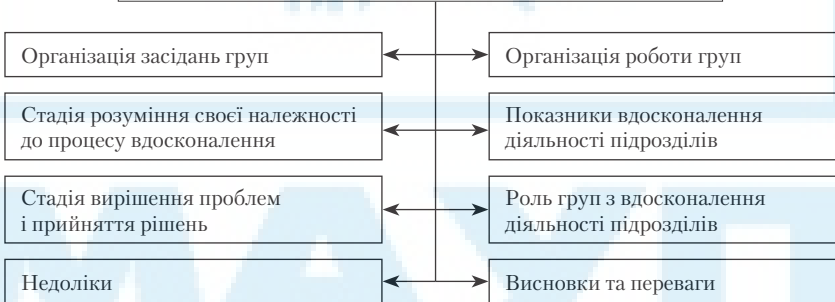 Організація засідань груп
Організація роботи груп
Стадія розуміння своєї належності
до процесу вдосконалення
Показники вдосконалення
діяльності підрозділів
Стадія вирішення проблем
і прийняття рішень
Роль груп з вдосконалення
діяльності підрозділів
Недоліки
Висновки та переваги